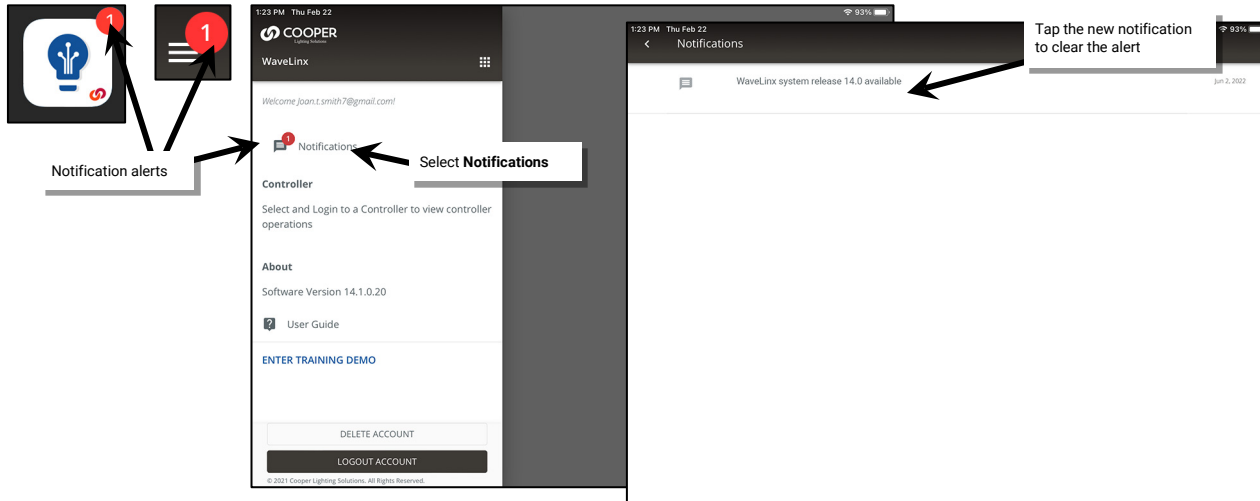 1
1
Notification alerts
1:23 PM Thu Feb 22
93%
COOPER
Lighting Solutions
WaveLinx
Welcome Joan.t.smith7@gmail.com!
1
Notifications
Select Notifications
Controller
Select and Login to a Controller to view controller
operations
About
Software Version 14.1.0.20
User Guide
ENTER TRAINING DEMO
DELETE ACCOUNT
LOGOUT ACCOUNT
© 2021 Cooper Lighting Solutions. All Rights Reserved.
1:23 PM Thu Feb 22
93%
Notifications
Tap the new notification
to clear the alert
WaveLinx system release 14.0 available
Jun 2, 2022